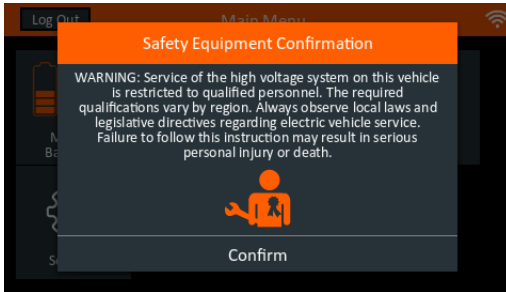 Log Out
Main Menu
Safety Equipment Confirmation
WARNING: Service of the high voltage system on this vehicle
is restricted to qualified personnel. The required
qualifications vary by region. Always observe local laws and
legislative directives regarding electric vehicle service.
Failure to follow this instruction may result in serious
personal injury or death.
Confirm